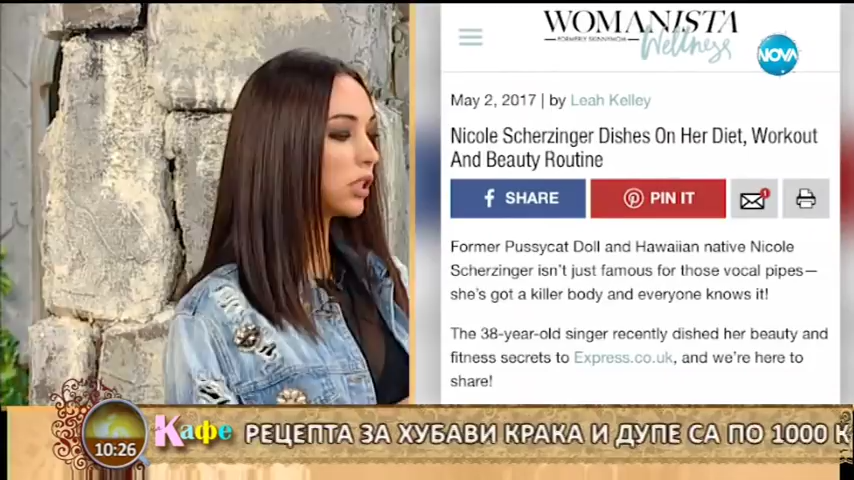 WOMANISTA
FORMERLY SKINNYMOM
Wellness
NOVA
May 2, 2017 | by Leah Kelley
Nicole Scherzinger Dishes On Her Diet, Workout
And Beauty Routine
SHARE
PIN IT
1
Former Pussycat Doll and Hawaiian native Nicole
Scherzinger isn't just famous for those vocal pipes—
she's got a killer body and everyone knows it!
The 38-year-old singer recently dished her beauty and
fitness secrets to Express.co.uk, and we're here to
share!
10:26
Кафе
РЕЦЕПТА ЗА ХУБАВИ КРАКА И ДУПЕ СА ПО 1000 К